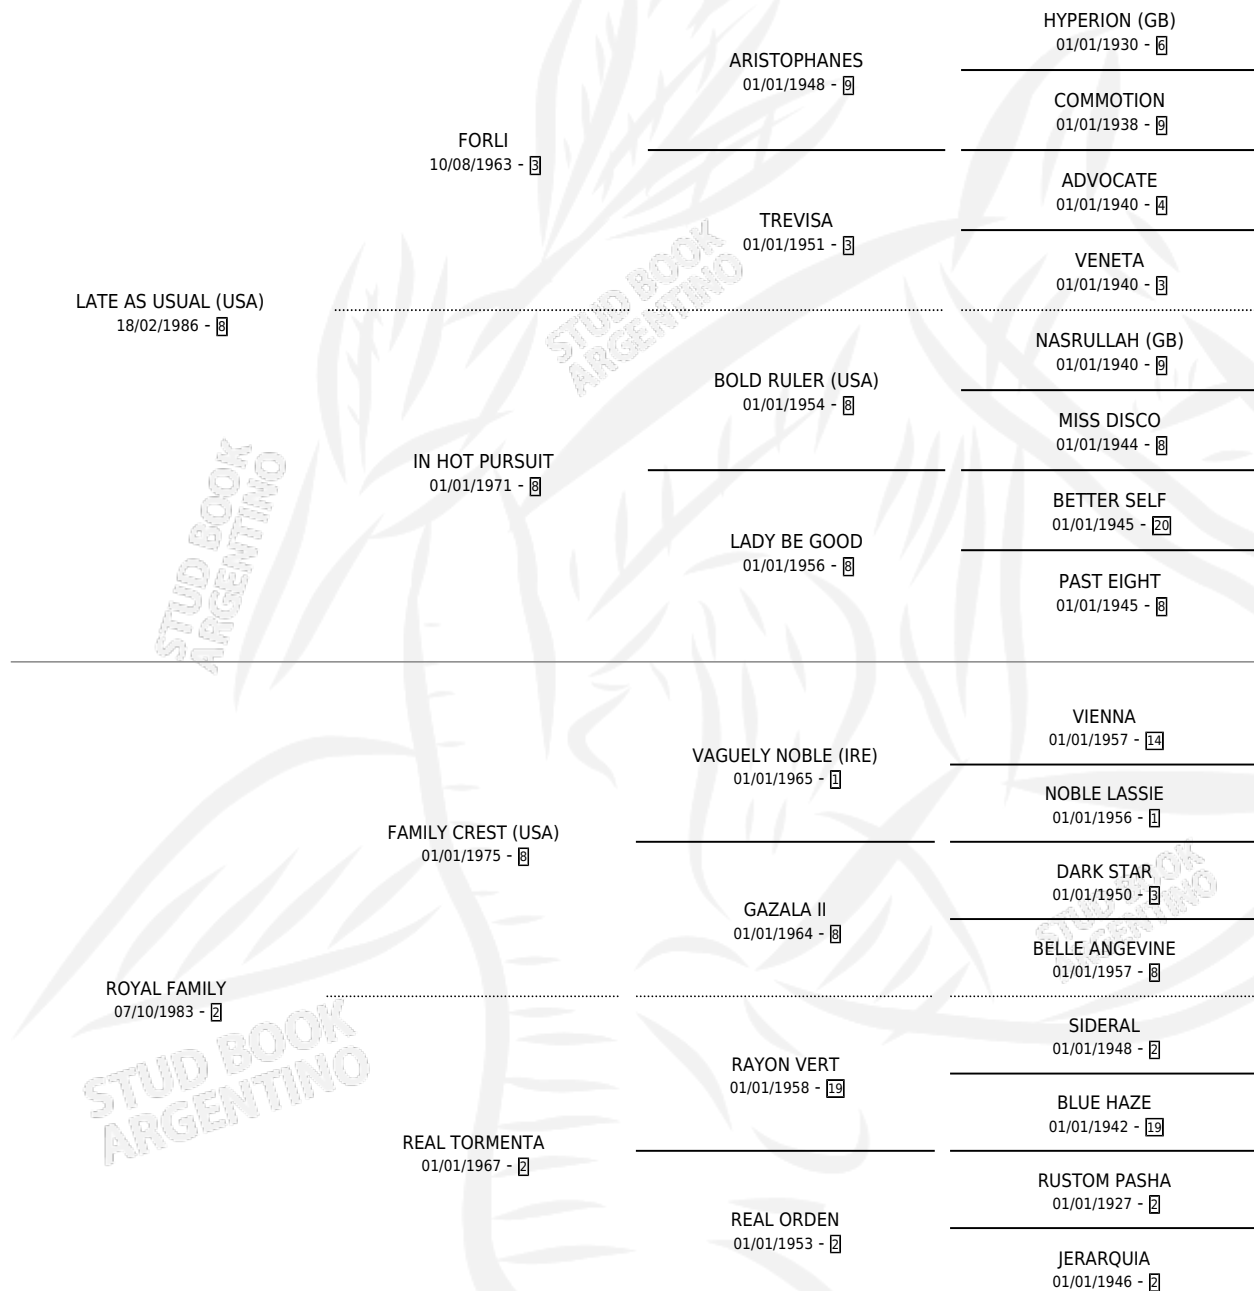 HYPERION (GB)
01/01/1930 - 6
ARISTOPHANES
01/01/1948 - 9
COMMOTION
01/01/1938 - 9
FORLI
10/08/1963 - 3
ADVOCATE
01/01/1940 - 4
TREVISA
01/01/1951 - 3
VENETA
01/01/1940 - 3
LATE AS USUAL (USA)
18/02/1986 - 8
NASRULLAH (GB)
01/01/1940 - 9
BOLD RULER (USA)
01/01/1954 - 8
MISS DISCO
01/01/1944 - 8
IN HOT PURSUIT
01/01/1971 - 8
BETTER SELF
01/01/1945 - 20
LADY BE GOOD
01/01/1956 - 8
PAST EIGHT
01/01/1945 - 8
VIENNA
01/01/1957 - 14
VAGUELY NOBLE (IRE)
01/01/1965 - 1
NOBLE LASSIE
01/01/1956 - 1
FAMILY CREST (USA)
01/01/1975 - 8
DARK STAR
01/01/1950 - 3
GAZALA II
01/01/1964 - 8
BELLE ANGEVINE
01/01/1957 - 8
ROYAL FAMILY
07/10/1983 - 2
SIDERAL
01/01/1948 - 2
RAYON VERT
01/01/1958 - 19
BLUE HAZE
01/01/1942 - 19
REAL TORMENTA
01/01/1967 - 2
RUSTOM PASHA
01/01/1927 - 2
REAL ORDEN
01/01/1953 - 2
JERARQUIA
01/01/1946 - 2
STUD BOOK
ARGENTINO
STUD BOOK
ARGENTINO
STUD BOOK
ARGENTINO
STUD BOOK
ARGENTINO